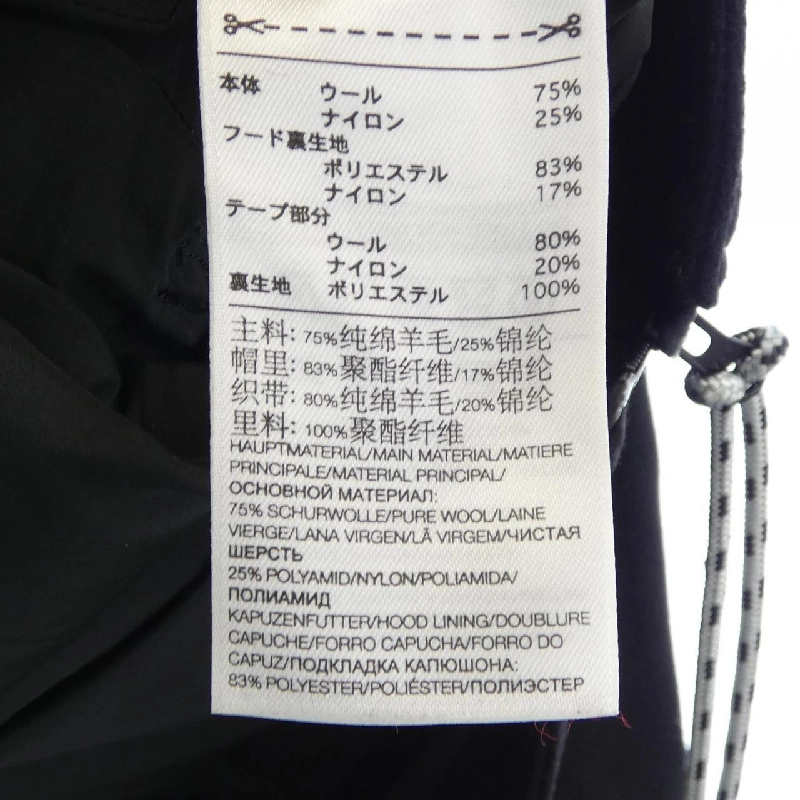 本体 ウール 75%
ナイロン 25%
フード裏生地
ポリエステル 83%
ナイロン 17%
テープ部分
ウール 80%
ナイロン 20%
裏生地 ポリエステル 100%
主料: 75%纯绵羊毛/25%锦纶
帽里: 83%聚酯纤维/17%锦纶
织带: 80%纯绵羊毛/20%锦纶
里料: 100%聚酯纤维
HAUPTMATERIAL/MAIN MATERIAL/MATIERE
PRINCIPALE/MATERIAL PRINCIPAL/
ОСНОВНОЙ МАТЕРИАЛ:
75% SCHURWOLLE/PURE WOOL/LAINE
VIERGE/LANA VIRGEN/LÃ VIRGEM/ЧИСТАЯ
ШЕРСТЬ
25% POLYAMID/NYLON/POLIAMIDA/
ПОЛИАМИД
KAPUZENFUTTER/HOOD LINING/DOUBLURE
CAPUCHE/FORRO CAPUCHA/FORRO DO
CAPUZ/ПОДКЛАДКА КАПЮШОНА:
83% POLYESTER/POLIÉSTER/ПОЛИЭСТЕР